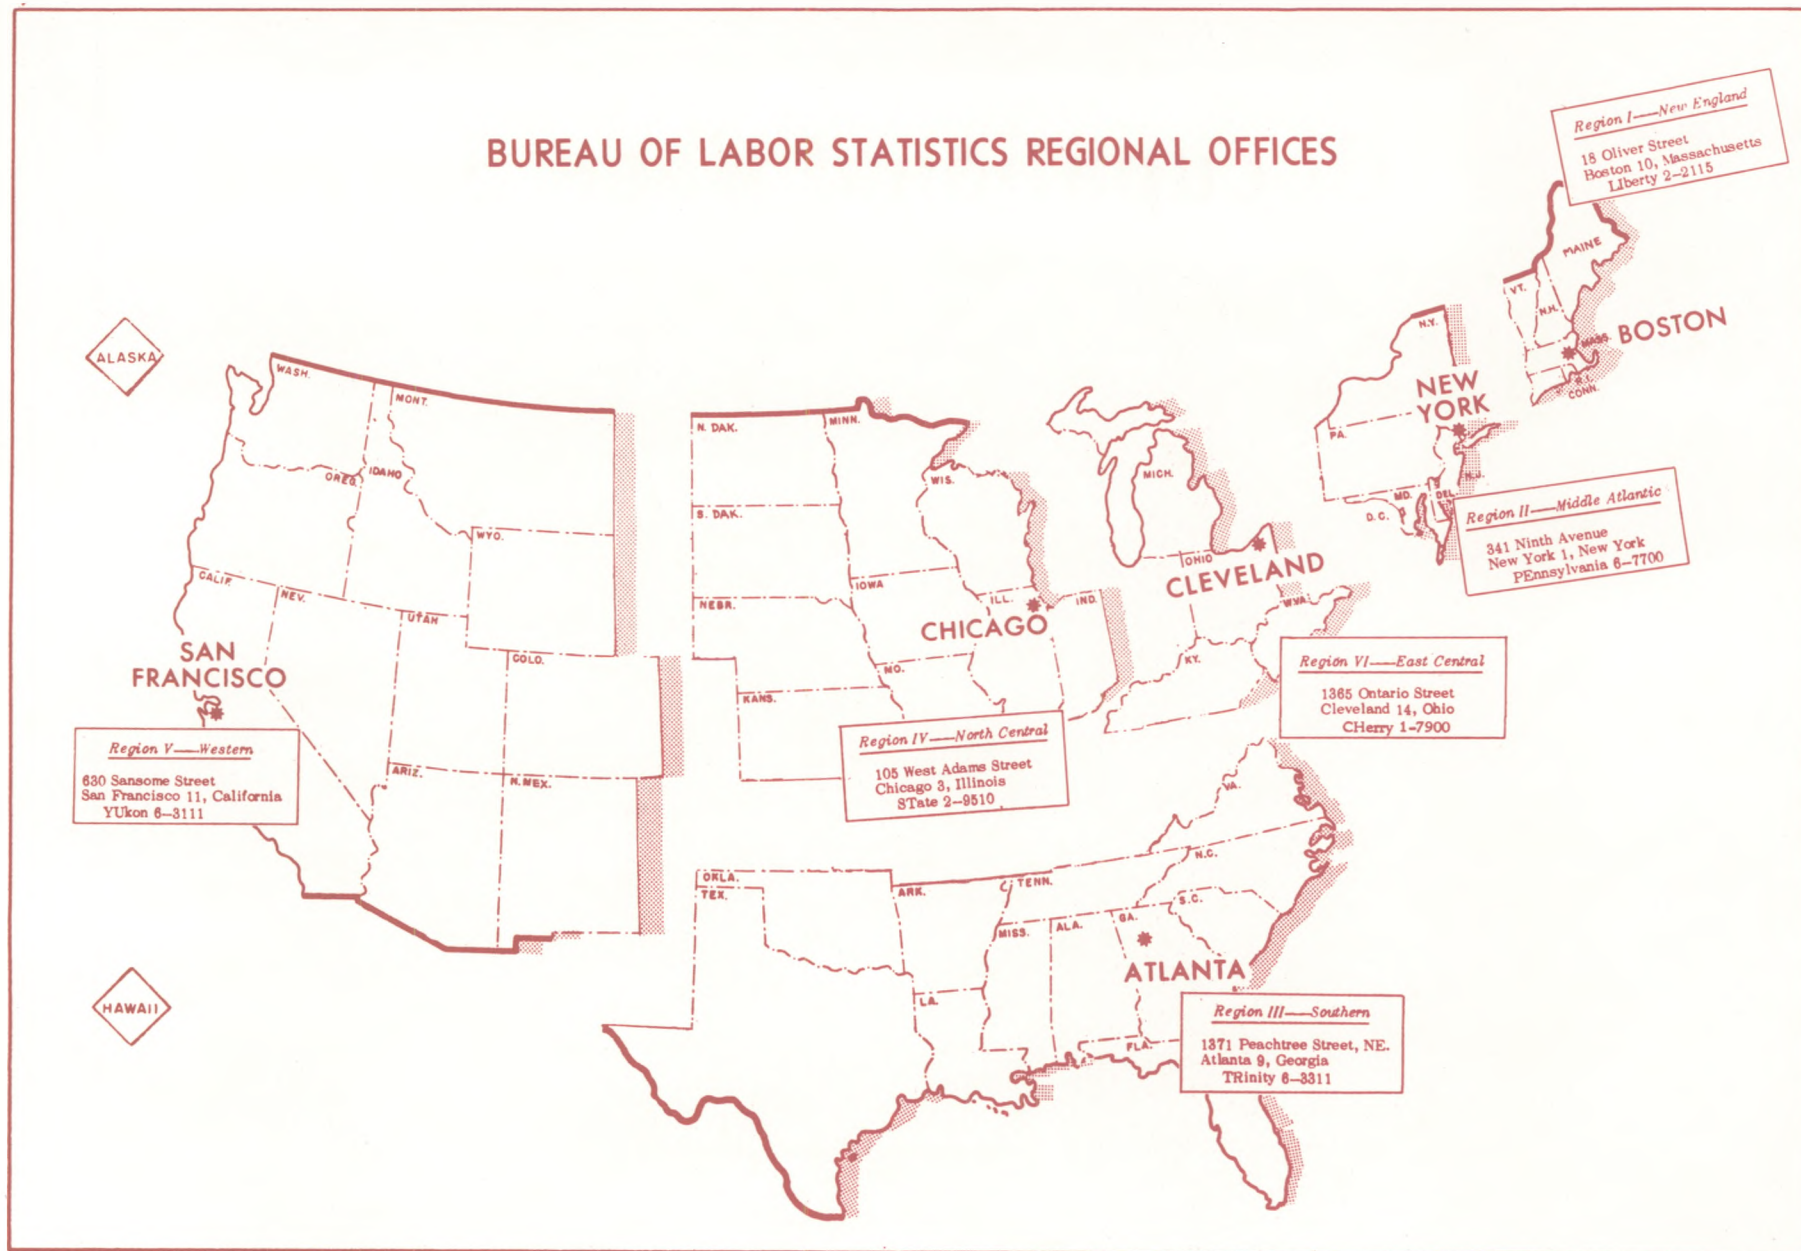 BUREAU OF LABOR STATISTICS REGIONAL OFFICES
Region I—New England
18 Oliver Street
Boston 10, Massachusetts
LIberty 2-2115
MAINE
VT.
N.H.
MASS.
BOSTON
R.I.
CONN.
N.Y.
NEW
YORK
PA.
N.J.
MD.
DEL.
D.C.
Region II—Middle Atlantic
341 Ninth Avenue
New York 1, New York
PEnnsylvania 6-7700
ALASKA
WASH.
MONT.
OREG.
IDAHO
WYO.
CALIF.
NEV.
UTAH
COLO.
SAN
FRANCISCO
Region V—Western
630 Sansome Street
San Francisco 11, California
YUkon 6-3111
ARIZ.
N.MEX.
N. DAK.
MINN.
S. DAK.
WIS.
NEBR.
IOWA
ILL.
IND.
CHICAGO
MO.
KANS.
Region IV—North Central
105 West Adams Street
Chicago 3, Illinois
STate 2-9510
MICH.
OHIO
CLEVELAND
W.VA.
KY.
Region VI—East Central
1365 Ontario Street
Cleveland 14, Ohio
CHerry 1-7900
VA.
N.C.
OKLA.
TEX.
ARK.
TENN.
S.C.
MISS.
ALA.
GA.
ATLANTA
LA.
FLA.
Region III—Southern
1371 Peachtree Street, NE.
Atlanta 9, Georgia
TRinity 6-3311
HAWAII